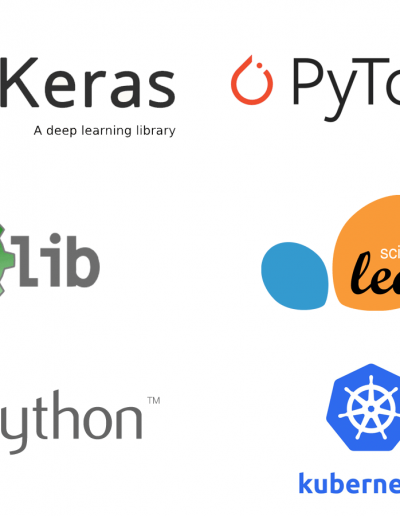 Keras
PyTo
A deep learning library
lib
sci
lea
ython™
kuberne